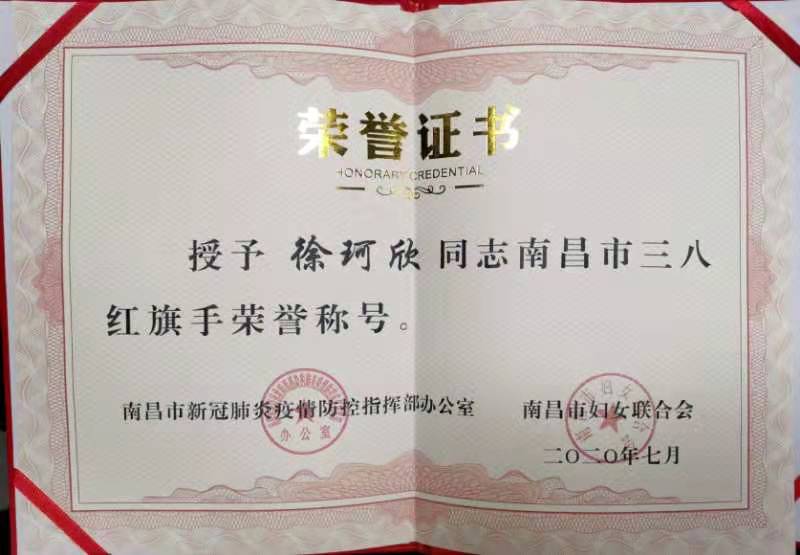 荣誉证书
HONORARY CREDENTIAL
授予 徐珂欣 同志南昌市三八
红旗手荣誉称号。
南昌市新冠肺炎疫情防控指挥部办公室 南昌市妇女联合会
办公室
二〇二〇年七月